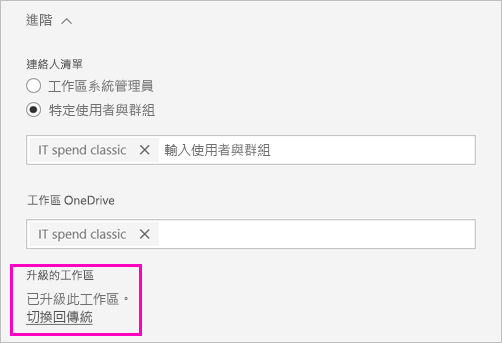 進階
連絡人清單
工作區系統管理員
特定使用者與群組
IT spend classic 輸入使用者與群組
工作區 OneDrive
IT spend classic
升級的工作區
已升級此工作區。
切換回傳統